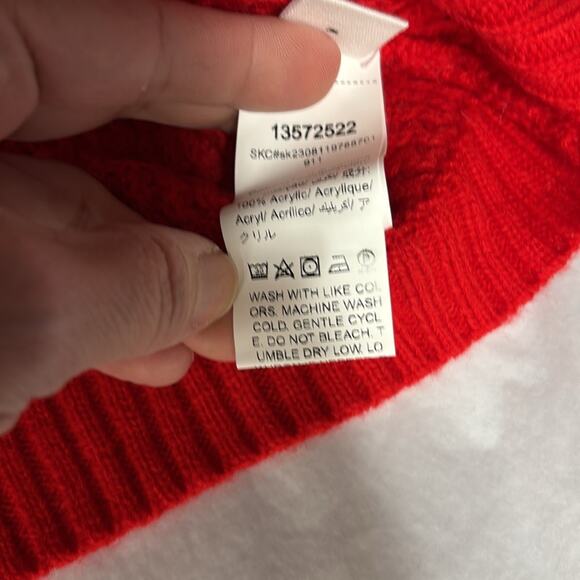 13572522
SKC#sk2308119768701
911
100% Acrylic/ Acrylique/
Acryl/ Acrilico/
WASH WITH LIKE COL
ORS. MACHINE WASH
COLD. GENTLE CYCL
E. DO NOT BLEACH. T
UMBLE DRY LOW. LO